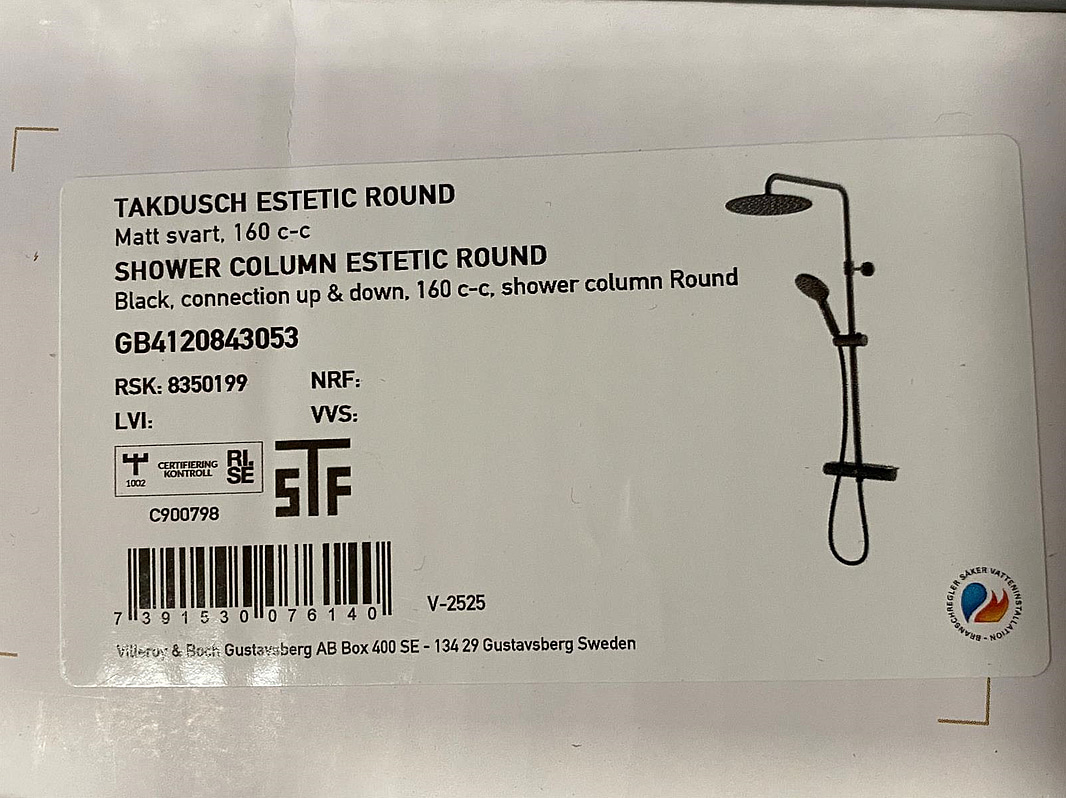 TAKDUSCH ESTETIC ROUND
Matt svart, 160 c-c
SHOWER COLUMN ESTETIC ROUND
Black, connection up & down, 160 c-c, shower column Round
GB4120843053
RSK: 8350199 NRF:
LVI: VVS:
1002 CERTIFIERING KONTROLL RI. SE
STF
C900798
7 391530 076140
V-2525
Villeroy & Boch Gustavsberg AB Box 400 SE - 134 29 Gustavsberg Sweden
BRANSCHREGLER SÄKER VATTENINSTALLATION -